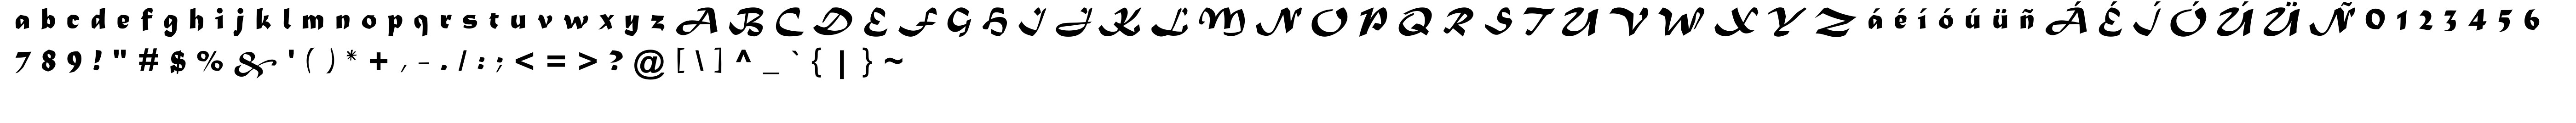 a b c d e f g h i j k l m n o p q r s t u v w x y z A B C D E F G H I J K L M N O P Q R S T U V W X Y Z á é í ó ú ü ñ Á É Í Ó Ú Ü Ñ 0 1 2 3 4 5 6
7 8 9 ! " # $ % & ' ( ) * + , - . / : ; < = > ? @ [ \ ] ^ _ ` { | } ~